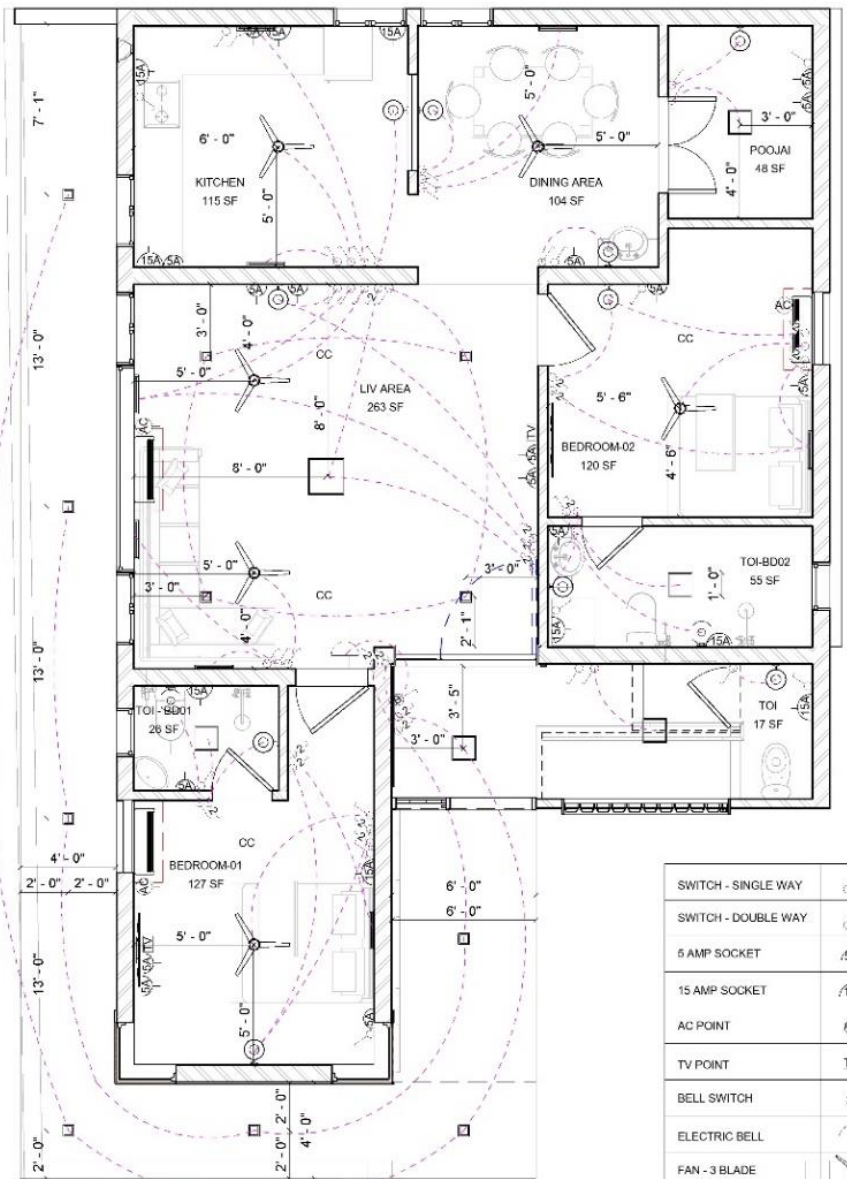 15A
5A
15A
15A
7' - 1"
6' - 0"
KITCHEN
115 SF
5' - 0"
15A
5A
5' - 0"
5' - 0"
DINING AREA
104 SF
5A
5A
5A
3' - 0"
POOJAI
48 SF
4' - 0"
13' - 0"
5A
5A
3' - 0"
4' - 0"
CC
5' - 0"
LIV AREA
263 SF
8' - 0"
AC
8' - 0"
TV
5A
5A
5' - 0"
3' - 0"
4' - 0"
CC
3' - 0"
2' - 1"
5A
AC
CC
5A
5' - 6"
BEDROOM-02
120 SF
4' - 6"
5A
TOI-BD02
55 SF
1' - 0"
15A
15A
13' - 0"
15A
TOI - BD01
26 SF
5A
3' - 5"
3' - 0"
TOI
17 SF
15A
4' - 0"
2' - 0"
2' - 0"
CC
BEDROOM-01
127 SF
AC
15A
5' - 0"
TV
5A
5A
5A
5' - 0"
6' - 0"
6' - 0"
13' - 0"
2' - 0"
2' - 0"
2' - 0"
4' - 0"
SWITCH - SINGLE WAY
SWITCH - DOUBLE WAY
5 AMP SOCKET
15 AMP SOCKET
AC POINT
TV POINT
BELL SWITCH
ELECTRIC BELL
FAN - 3 BLADE